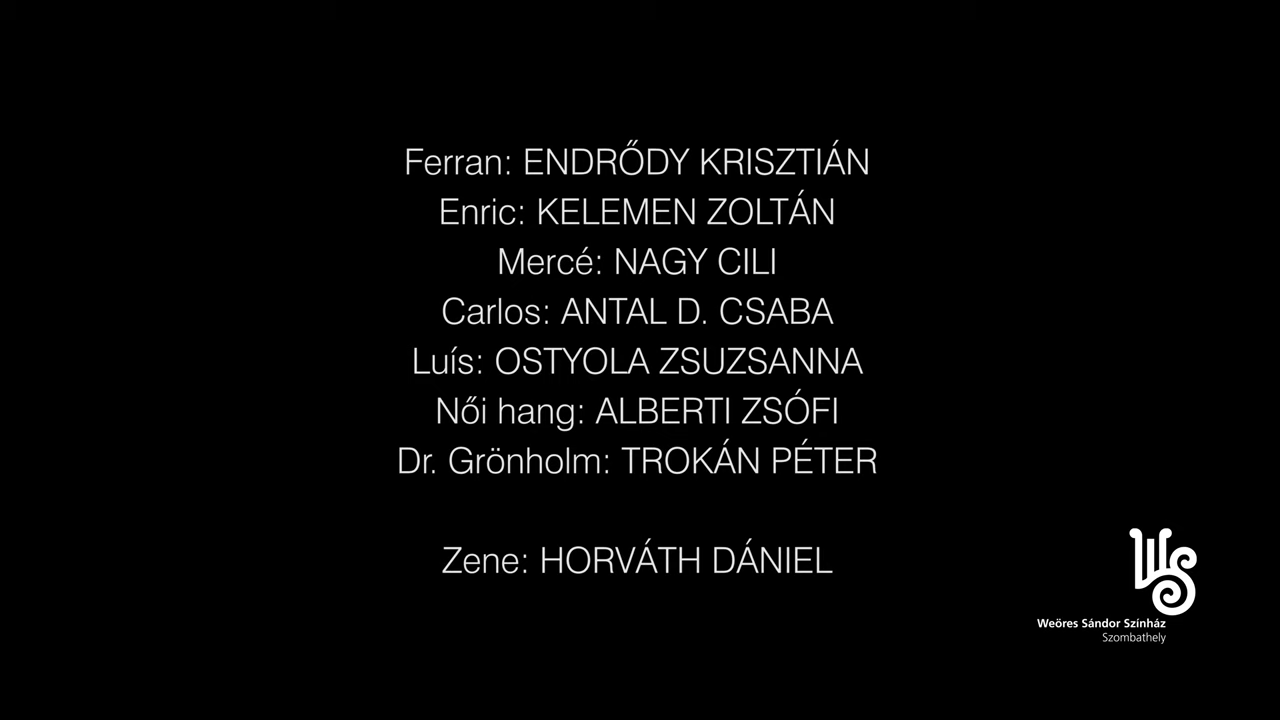 Ferran: ENDRŐDY KRISZTIÁN
Enric: KELEMEN ZOLTÁN
Mercé: NAGY CILI
Carlos: ANTAL D. CSABA
Luís: OSTYOLA ZSUZSANNA
Női hang: ALBERTI ZSÓFI
Dr. Grönholm: TROKÁN PÉTER
Zene: HORVÁTH DÁNIEL
WS
Weöres Sándor Színház
Szombathely